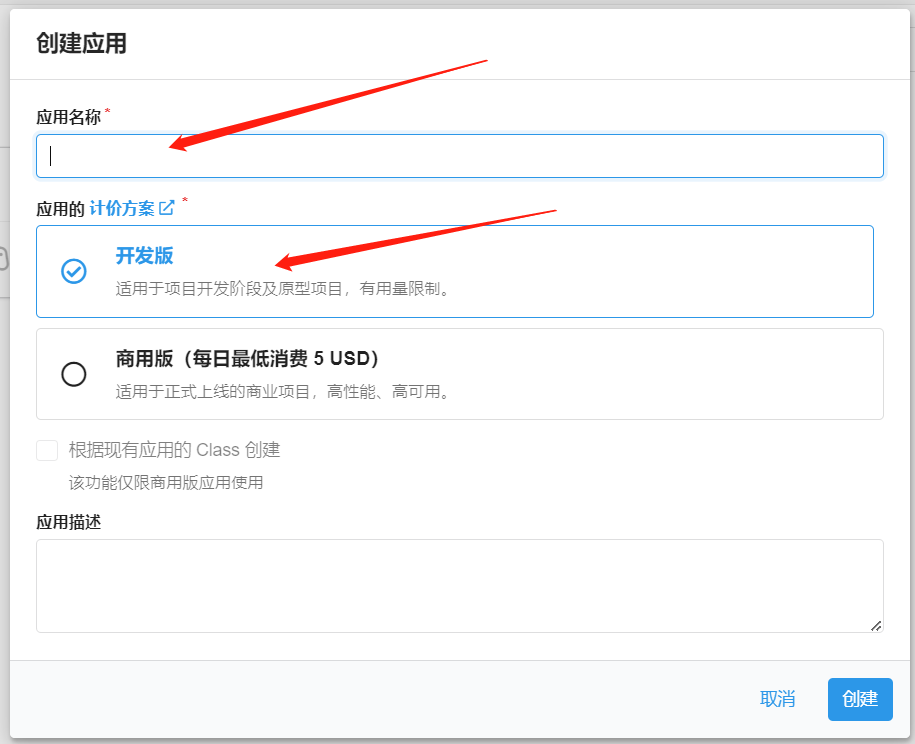 创建应用
应用名称 *
应用的 计价方案 *
开发版
适用于项目开发阶段及原型项目，有用量限制。
商用版（每日最低消费 5 USD）
适用于正式上线的商业项目，高性能、高可用。
根据现有应用的 Class 创建
该功能仅限商用版应用使用
应用描述
取消
创建